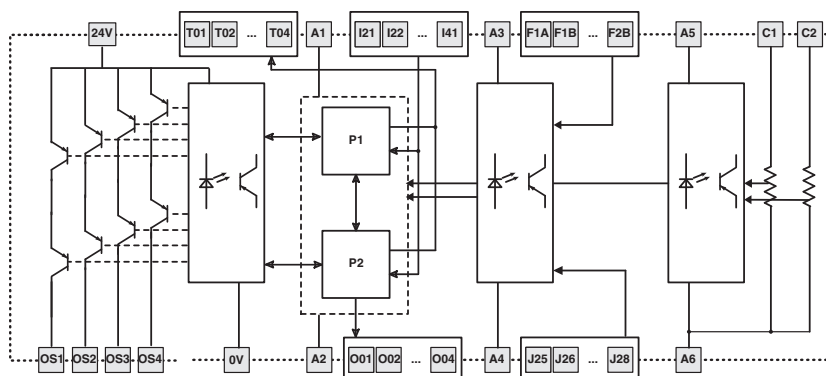 24V T01 T02 ... T04 A1 I21 I22 ... I41 A3 F1A F1B ... F2B A5 C1 C2
P1
P2
OS1 OS2 OS3 OS4 0V A2 O01 O02 ... O04 A4 J25 J26 ... J28 A6